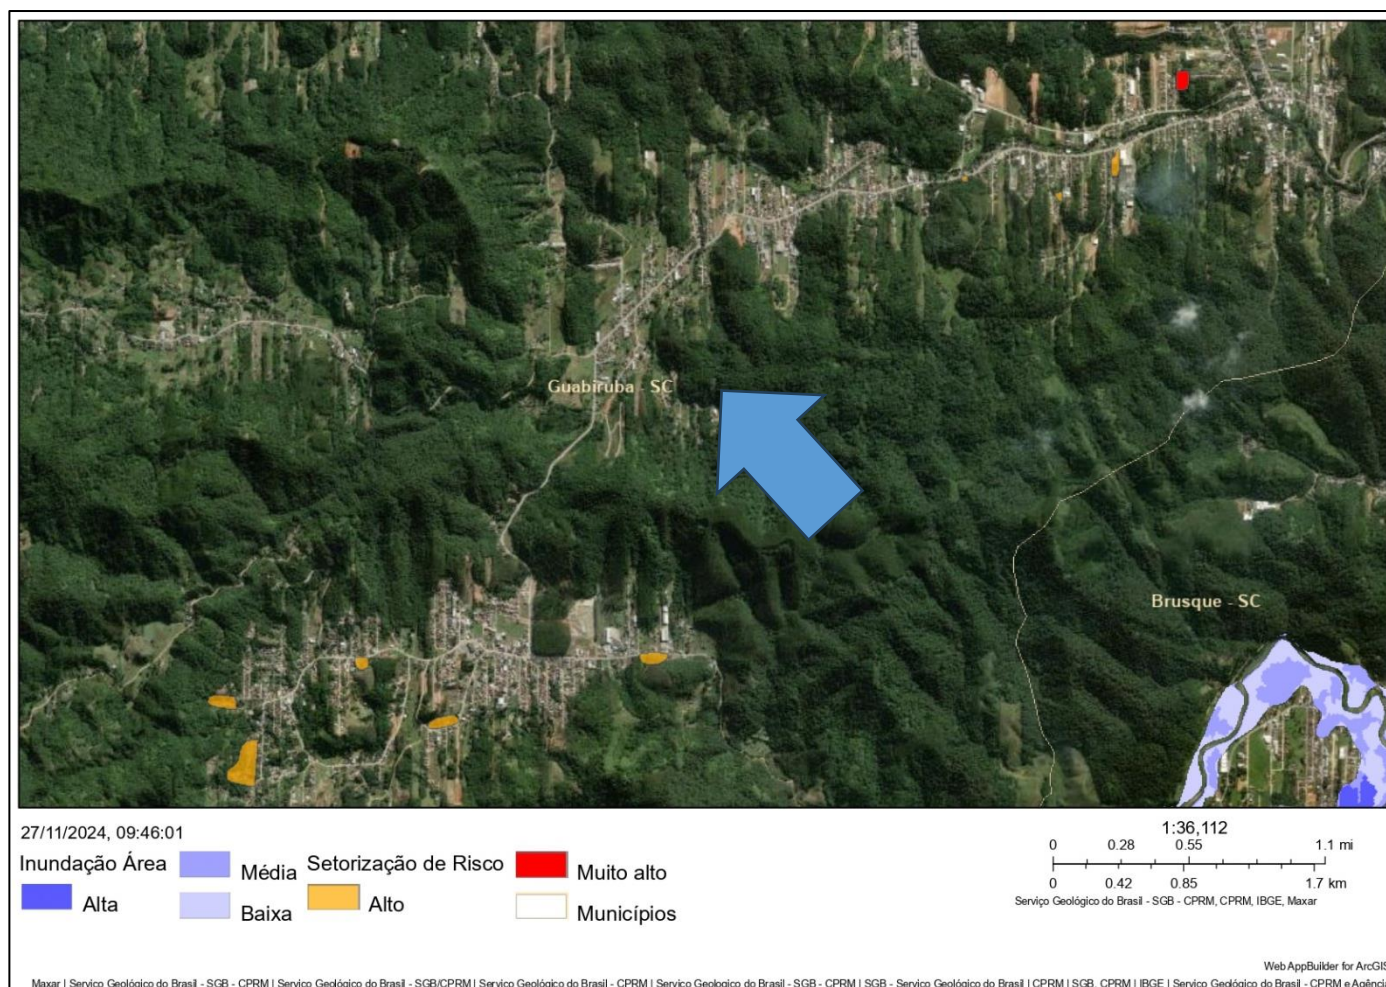 Guabiruba - SC
Brusque - SC
27/11/2024, 09:46:01
Inundação Área
Alta
Média
Baixa
Setorização de Risco
Alto
Muito alto
Municípios
1:36,112
0 0.28 0.55 1.1 mi
0 0.42 0.85 1.7 km
Serviço Geológico do Brasil - SGB - CPRM, CPRM, IBGE, Maxar
Web AppBuilder for ArcGIS
Maxar | Serviço Geológico do Brasil - SGB - CPRM | Serviço Geológico do Brasil - SGB/CPRM | Serviço Geológico do Brasil - CPRM | Serviço Geologico do Brasil - SGB - CPRM | SGB - Serviço Geológico do Brasil | CPRM | SGB, CPRM | IBGE | Serviço Geológico do Brasil - CPRM e Agência